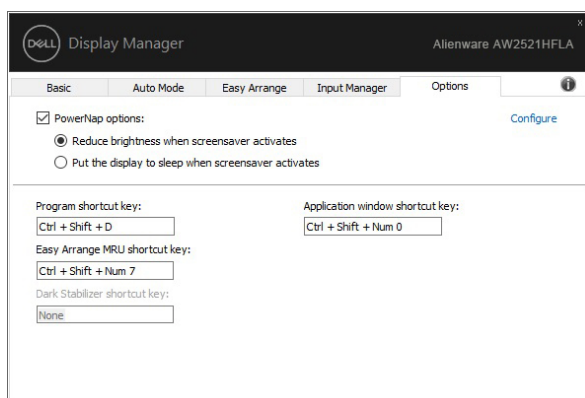 x
DELL Display Manager
Alienware AW2521HFLA
Basic
Auto Mode
Easy Arrange
Input Manager
Options
i
PowerNap options:
Configure
Reduce brightness when screensaver activates
Put the display to sleep when screensaver activates
Program shortcut key:
Application window shortcut key:
Ctrl + Shift + D
Ctrl + Shift + Num 0
Easy Arrange MRU shortcut key:
Ctrl + Shift + Num 7
Dark Stabilizer shortcut key:
None